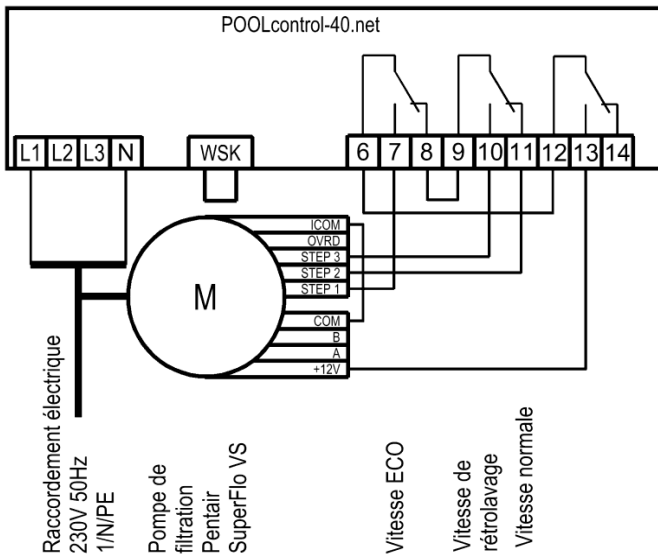 POOLcontrol-40.net
L1 L2 L3 N
WSK
6 7 8 9 10 11 12 13 14
ICOM
OVRD
STEP 3
STEP 2
STEP 1
M
COM
B
A
+12V
Raccordement électrique
230V 50Hz
1/N/PE
Pompe de
filtration
Pentair
SuperFlo VS
Vitesse ECO
Vitesse de
rétrolavage
Vitesse normale